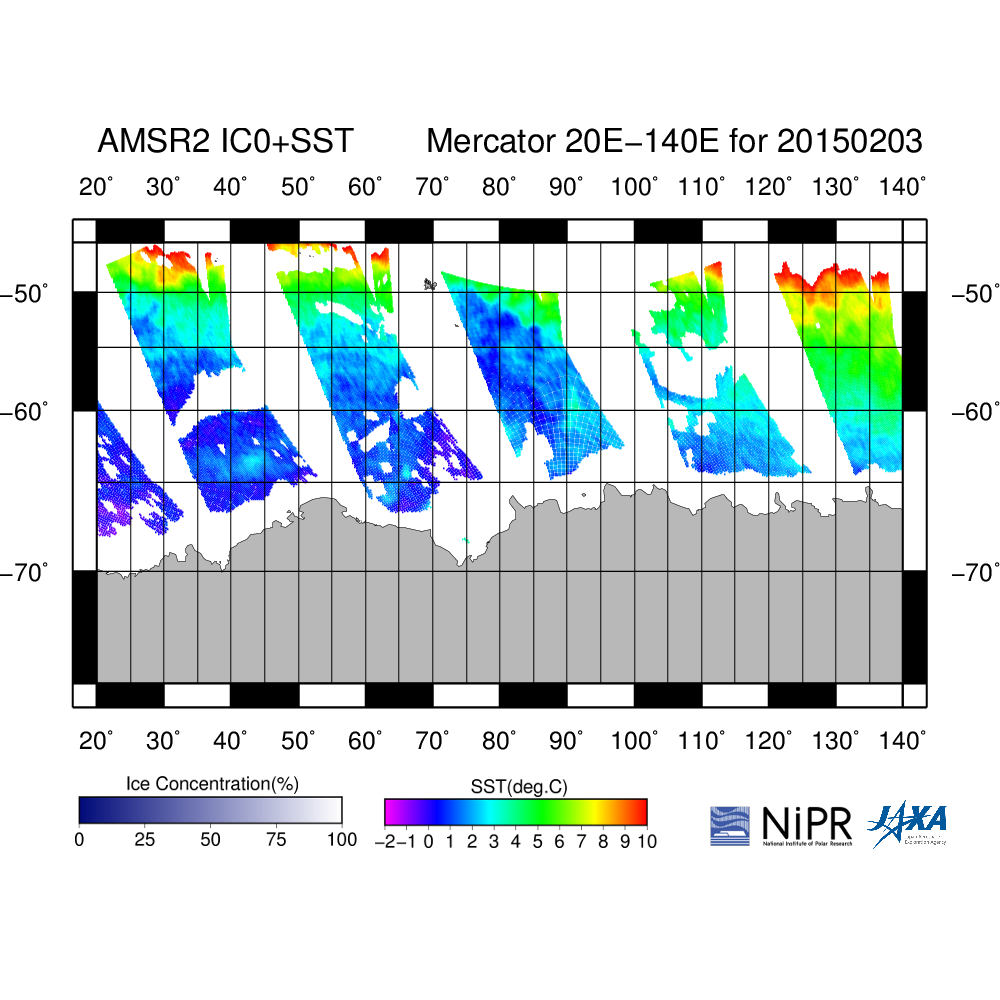 AMSR2 IC0+SST Mercator 20E−140E for 20150203
20° 30° 40° 50° 60° 70° 80° 90° 100° 110° 120° 130° 140°
−50° −50°
−60° −60°
−70° −70°
20° 30° 40° 50° 60° 70° 80° 90° 100° 110° 120° 130° 140°
Ice Concentration(%) SST(deg.C)
0 25 50 75 100 −2 −1 0 1 2 3 4 5 6 7 8 9 10
NiPR
National Institute of Polar Research
JAXA
Exploration Agency